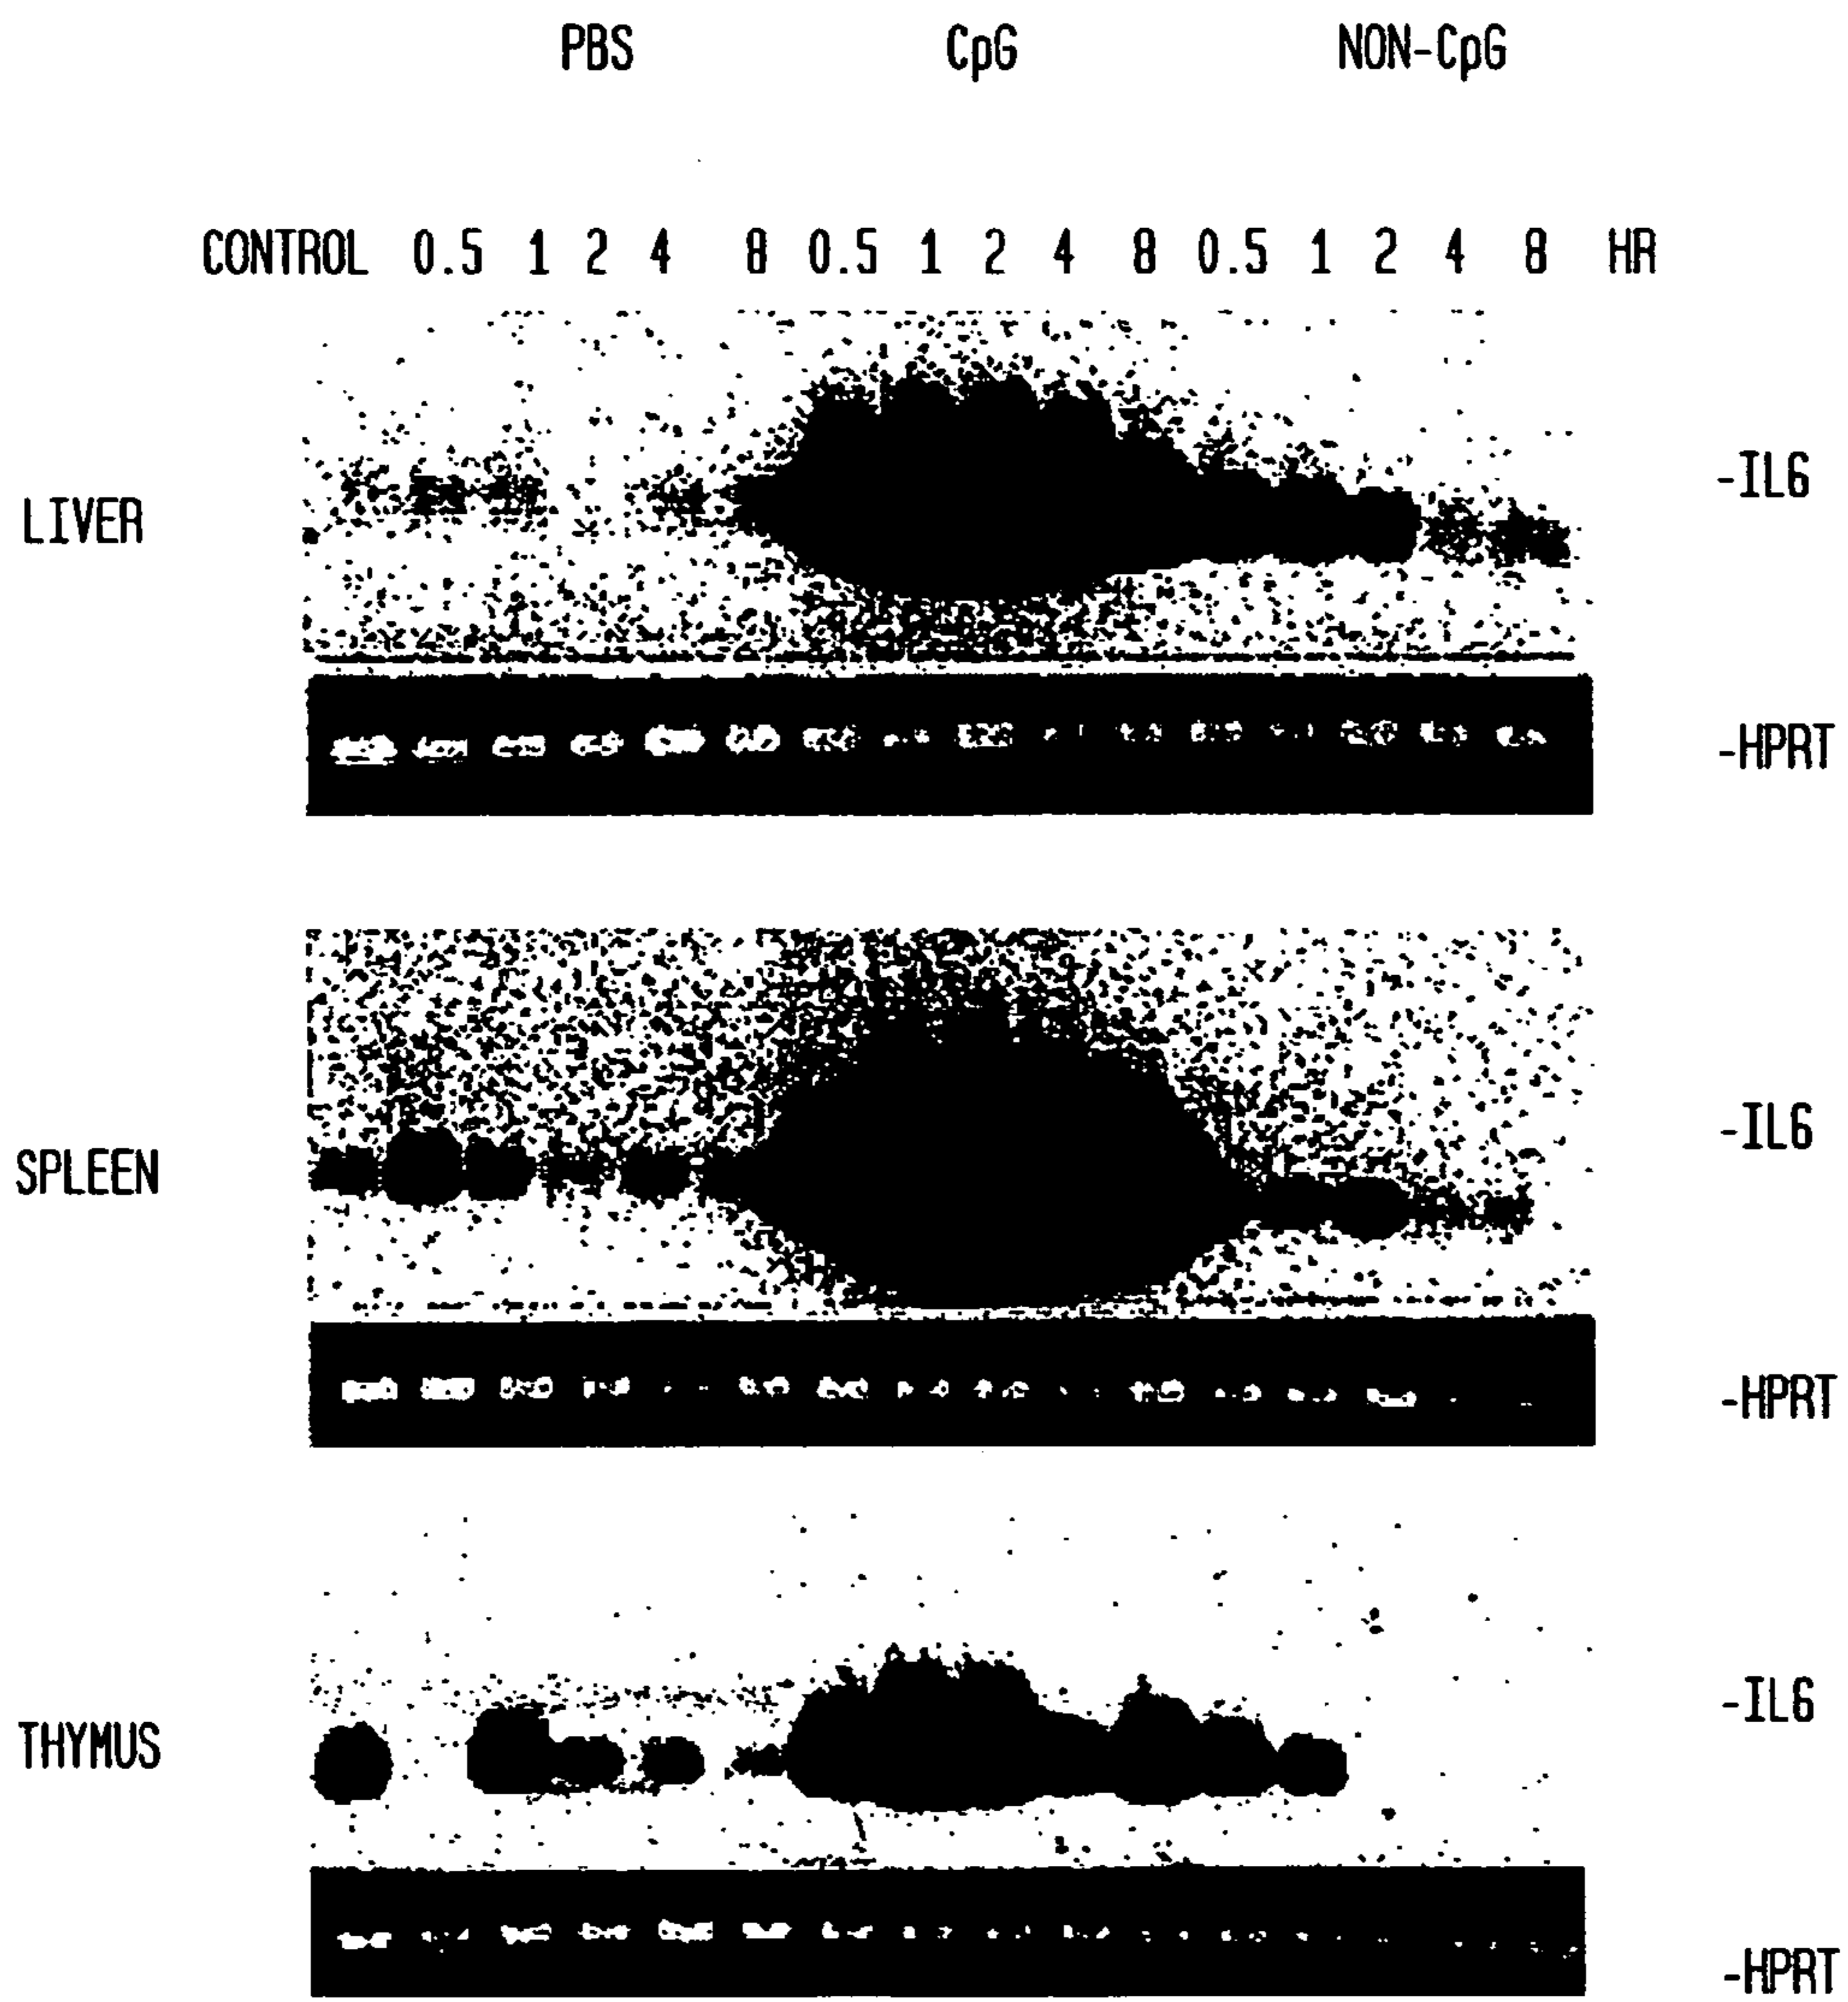 PBS CpG NON-CpG
CONTROL 0.5 1 2 4 8 0.5 1 2 4 8 0.5 1 2 4 8 HR
-IL6
LIVER
-HPRT
-IL6
SPLEEN
-HPRT
-IL6
THYMUS
-HPRT